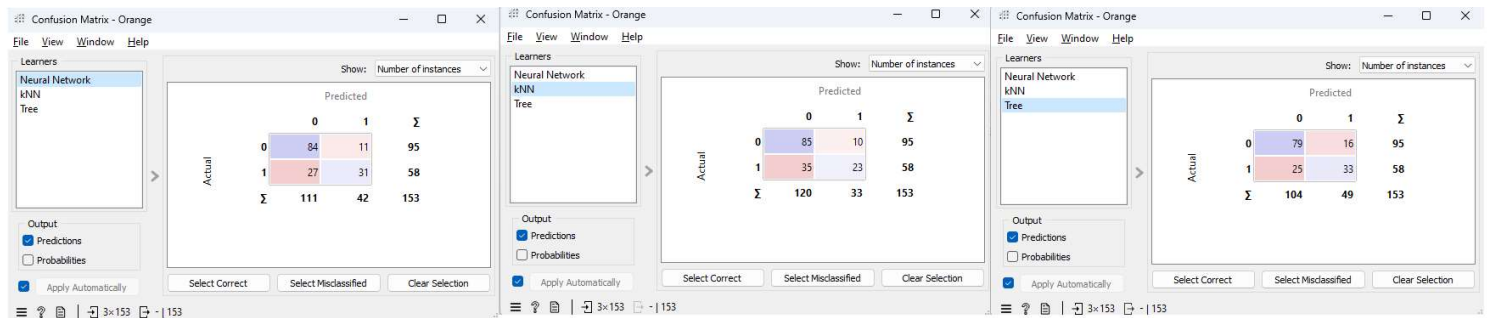 Confusion Matrix - Orange
File View Window Help
Learners
Neural Network
kNN
Tree
Show: Number of instances
Predicted
0 1 Σ
Actual
0 84 11 95
1 27 31 58
Σ 111 42 153
Output
Predictions
Probabilities
Apply Automatically
Select Correct Select Misclassified Clear Selection
3×153 - | 153
Confusion Matrix - Orange
File View Window Help
Learners
Neural Network
kNN
Tree
Show: Number of instances
Predicted
0 1 Σ
Actual
0 85 10 95
1 35 23 58
Σ 120 33 153
Output
Predictions
Probabilities
Apply Automatically
Select Correct Select Misclassified Clear Selection
3×153 - | 153
Confusion Matrix - Orange
File View Window Help
Learners
Neural Network
kNN
Tree
Show: Number of instances
Predicted
0 1 Σ
Actual
0 79 16 95
1 25 33 58
Σ 104 49 153
Output
Predictions
Probabilities
Apply Automatically
Select Correct Select Misclassified Clear Selection
3×153 - | 153